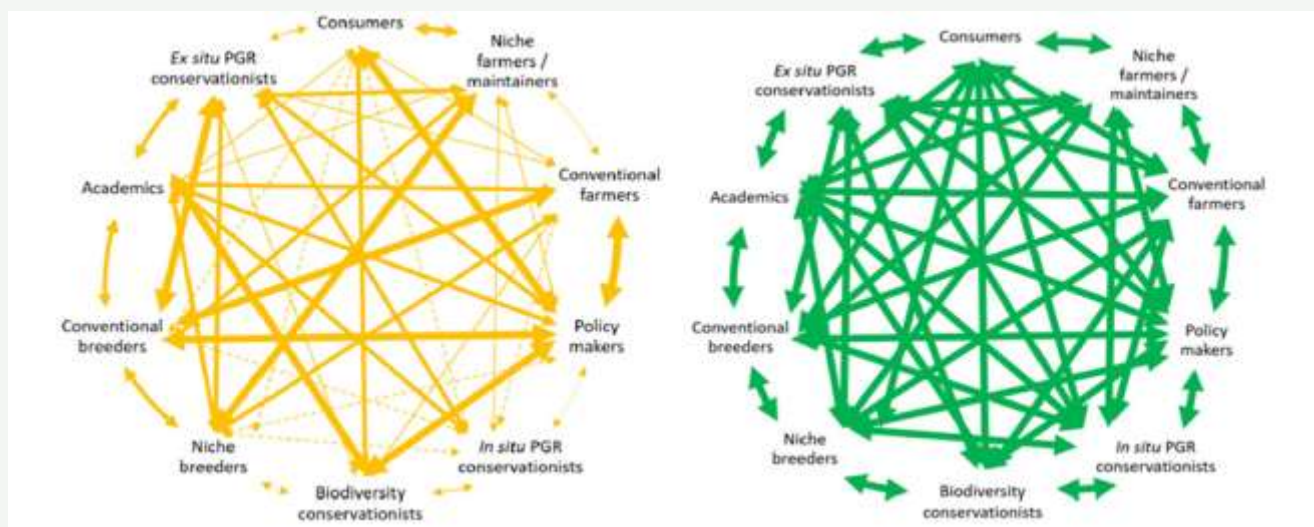 Consumers
Niche
farmers /
maintainers
Conventional
farmers
Policy
makers
In situ PGR
conservationists
Biodiversity
conservationists
Niche
breeders
Conventional
breeders
Academics
Ex situ PGR
conservationists
Consumers
Niche
farmers /
maintainers
Conventional
farmers
Policy
makers
In situ PGR
conservationists
Biodiversity
conservationists
Niche
breeders
Conventional
breeders
Academics
Ex situ PGR
conservationists